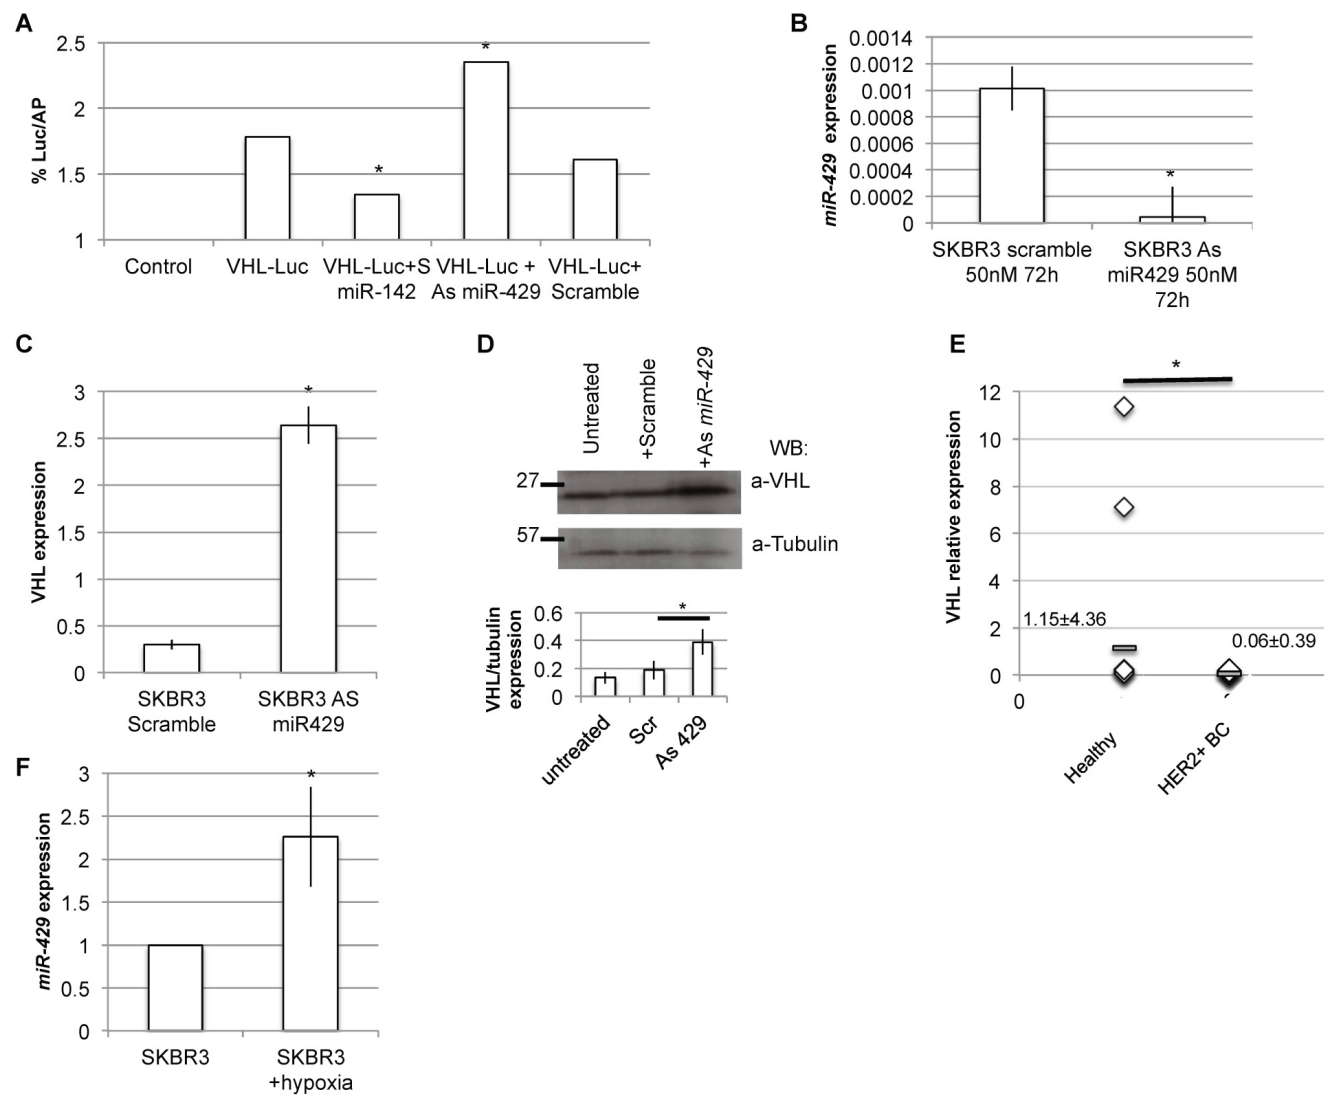 A
% Luc/AP
2.5
2
1.5
1
*
*
Control
VHL-Luc
VHL-Luc+S
miR-142
VHL-Luc +
As miR-429
VHL-Luc+
Scramble
B
miR-429 expression
0.0014
0.0012
0.001
0.0008
0.0006
0.0004
0.0002
0
*
SKBR3 scramble
50nM 72h
SKBR3 As
miR429 50nM
72h
C
VHL expression
3
2.5
2
1.5
1
0.5
0
*
SKBR3
Scramble
SKBR3 AS
miR429
D
Untreated
+Scramble
+As miR-429
WB:
27
a-VHL
57
a-Tubulin
VHL/tubulin
expression
0.6
0.4
0.2
0
*
untreated
Scr
As 429
E
VHL relative expression
12
10
8
6
4
2
0
*
1.15±4.36
0.06±0.39
0
Healthy
HER2+ BC
F
miR-429 expression
3
2.5
2
1.5
1
0.5
0
*
SKBR3
SKBR3
+hypoxia